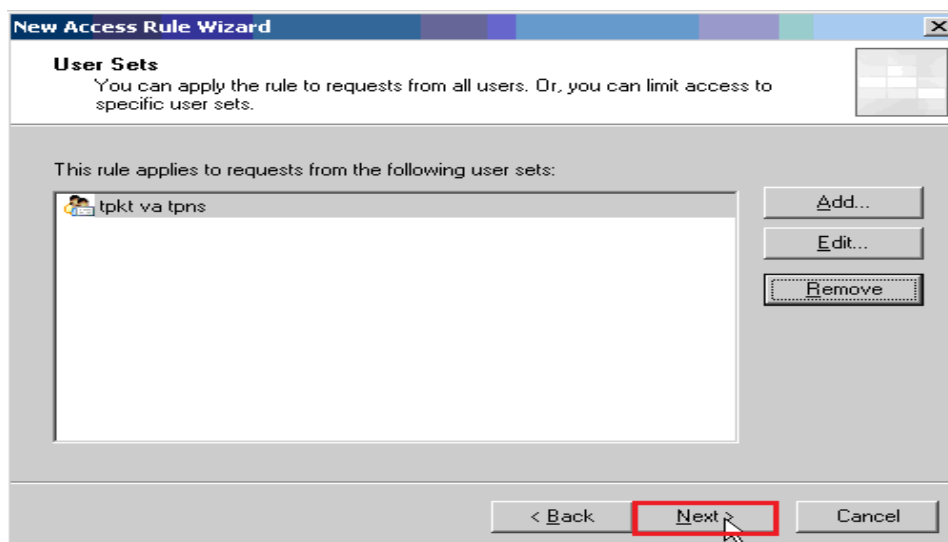 New Access Rule Wizard
User Sets
You can apply the rule to requests from all users. Or, you can limit access to
specific user sets.
This rule applies to requests from the following user sets:
tpkt va tpns
Add...
Edit...
Remove
< Back
Next >
Cancel